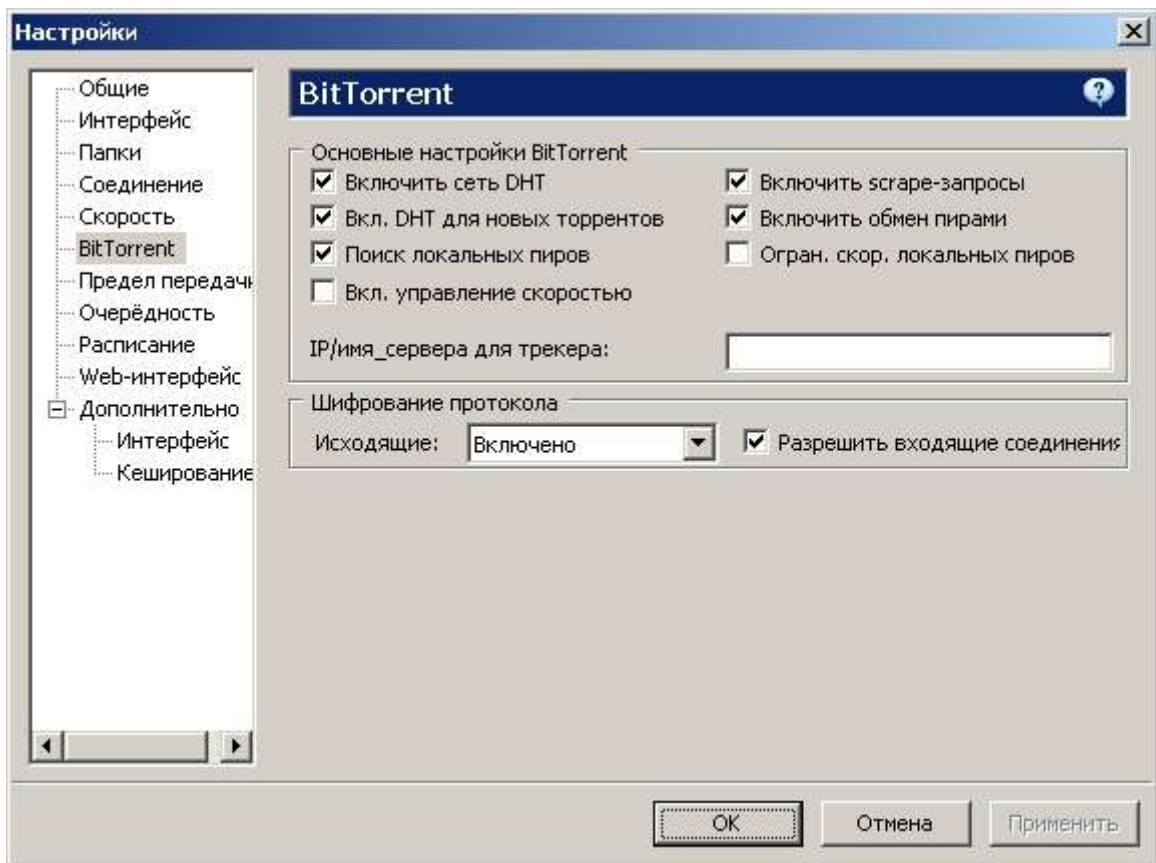 Настройки
Общие
Интерфейс
Папки
Соединение
Скорость
BitTorrent
Предел передачи
Очерёдность
Расписание
Web-интерфейс
Дополнительно
Интерфейс
Кеширование
BitTorrent
Основные настройки BitTorrent
Включить сеть DHT
Включить scrape-запросы
Вкл. DHT для новых торрентов
Включить обмен пирами
Поиск локальных пиров
Огран. скор. локальных пиров
Вкл. управление скоростью
IP/имя_сервера для трекера:
Шифрование протокола
Исходящие:
Включено
Разрешить входящие соединения
OK
Отмена
Применить